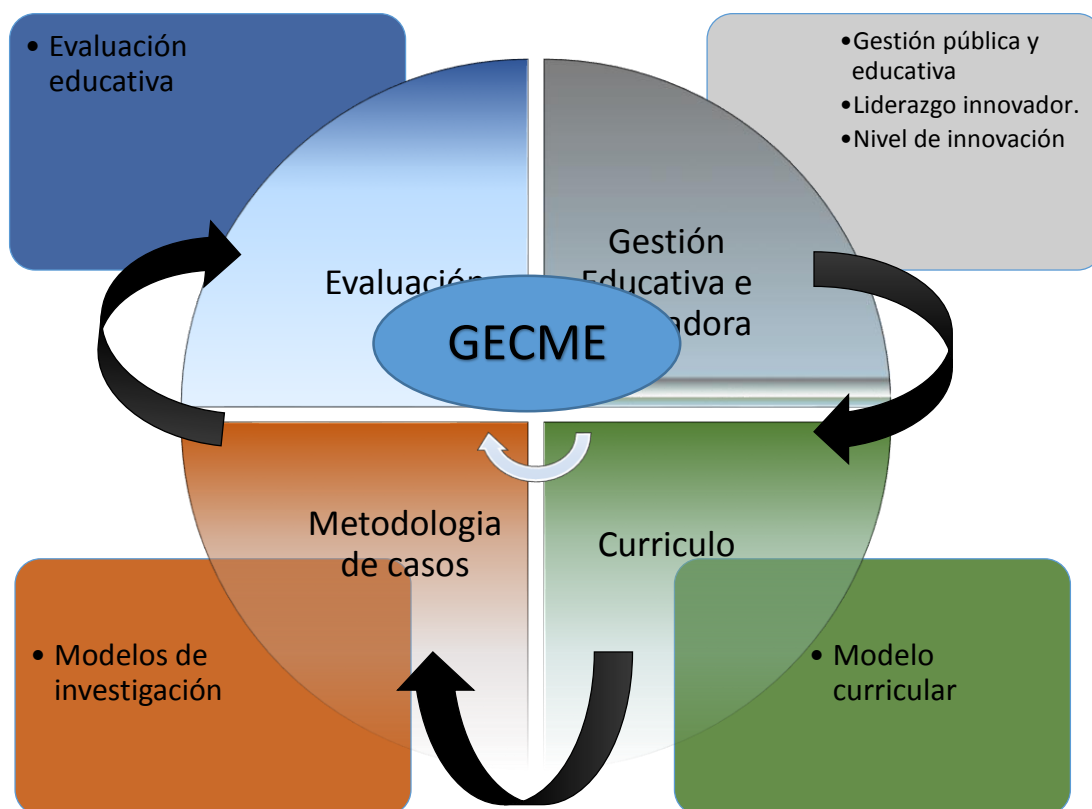 • Evaluación
educativa
•Gestión pública y
educativa
•Liderazgo innovador.
•Nivel de innovación
Gestión
Educativa e
GECME
Metodologia
de casos
Curriculo
• Modelos de
investigación
• Modelo
curricular